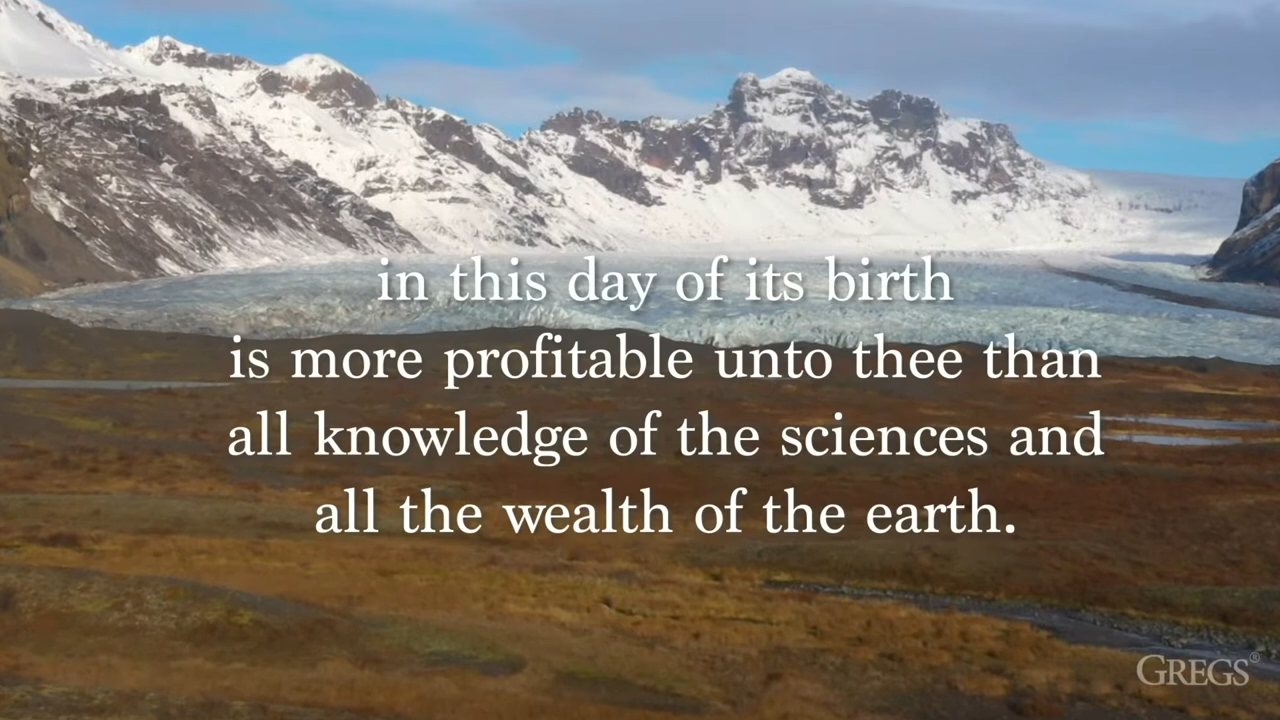 in this day of its birth
is more profitable unto thee than
all knowledge of the sciences and
all the wealth of the earth.
GREGS®